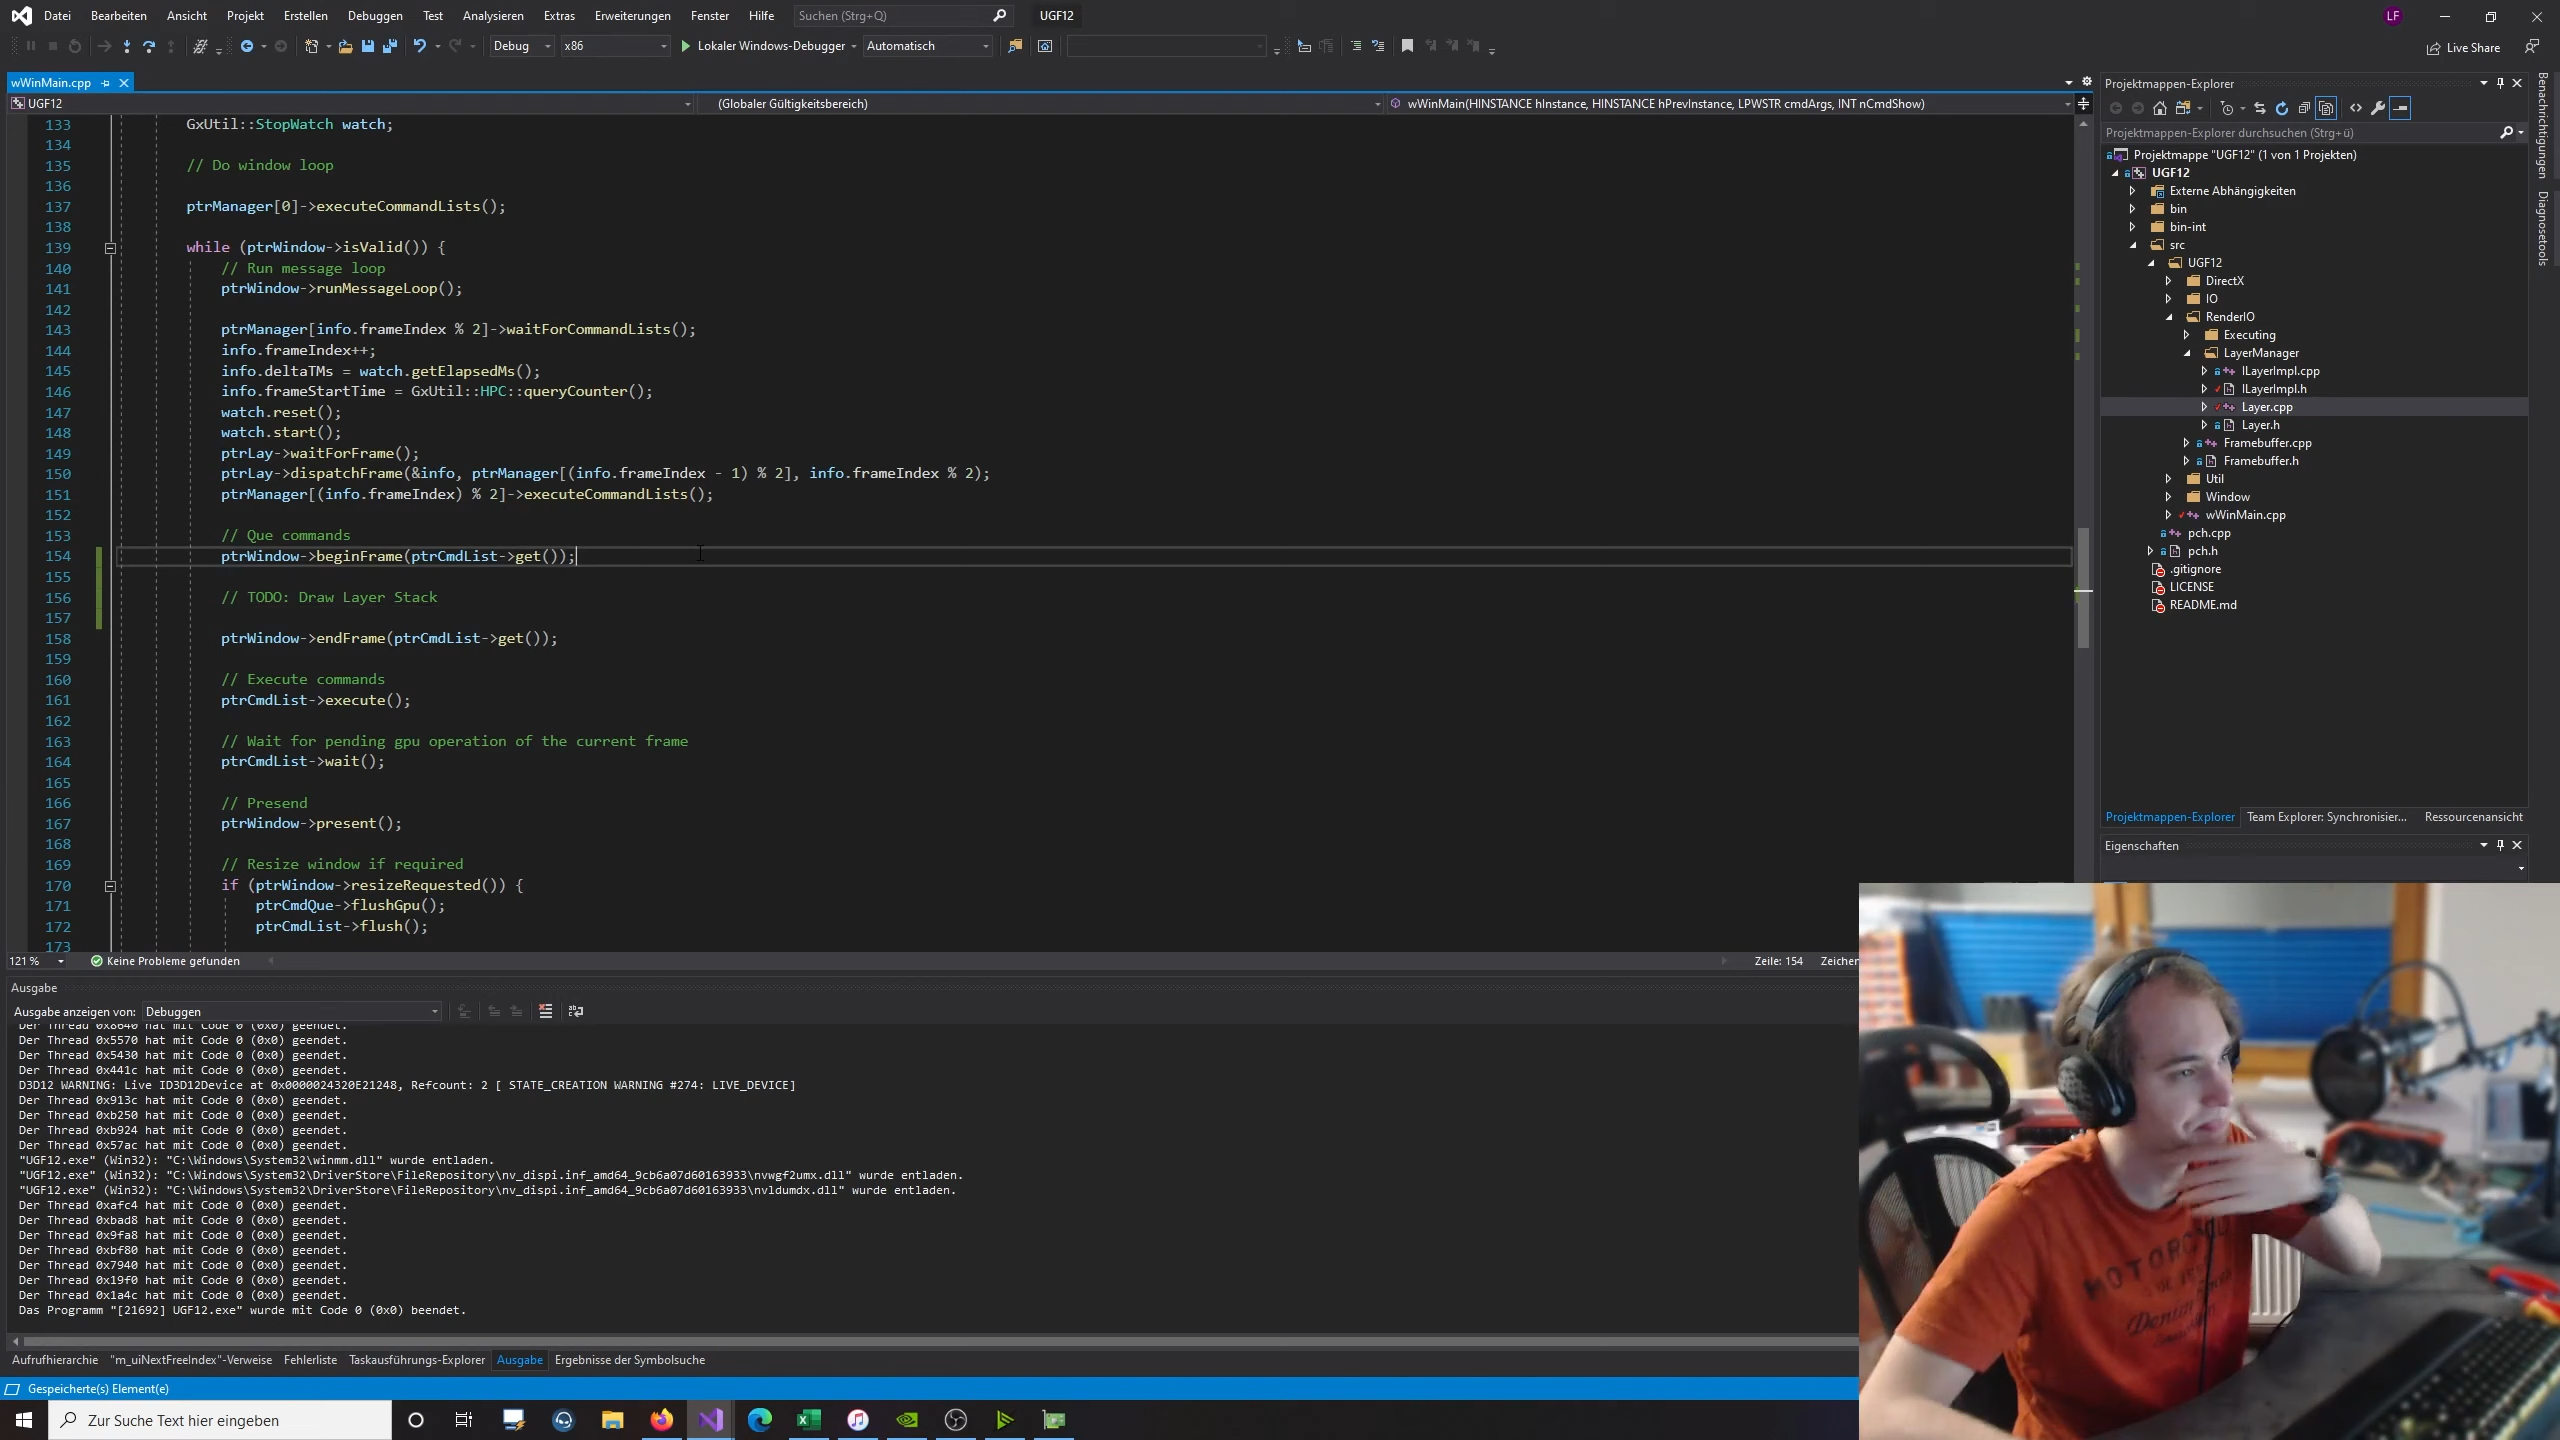 Datei Bearbeiten Ansicht Projekt Erstellen Debuggen Test Analysieren Extras Erweiterungen Fenster Hilfe Suchen (Strg+Q) UGF12 LF
Debug x86 Lokaler Windows-Debugger Automatisch Live Share
wWinMain.cpp
UGF12 (Globaler Gültigkeitsbereich) wWinMain(HINSTANCE hInstance, HINSTANCE hPrevInstance, LPWSTR cmdArgs, INT nCmdShow)
133 GxUtil::StopWatch watch;
134
135 // Do window loop
136
137 ptrManager[0]->executeCommandLists();
138
139 while (ptrWindow->isValid()) {
140 // Run message loop
141 ptrWindow->runMessageLoop();
142
143 ptrManager[info.frameIndex % 2]->waitForCommandLists();
144 info.frameIndex++;
145 info.deltaTMs = watch.getElapsedMs();
146 info.frameStartTime = GxUtil::HPC::queryCounter();
147 watch.reset();
148 watch.start();
149 ptrLay->waitForFrame();
150 ptrLay->dispatchFrame(&info, ptrManager[(info.frameIndex - 1) % 2], info.frameIndex % 2);
151 ptrManager[(info.frameIndex) % 2]->executeCommandLists();
152
153 // Que commands
154 ptrWindow->beginFrame(ptrCmdList->get());
155
156 // TODO: Draw Layer Stack
157
158 ptrWindow->endFrame(ptrCmdList->get());
159
160 // Execute commands
161 ptrCmdList->execute();
162
163 // Wait for pending gpu operation of the current frame
164 ptrCmdList->wait();
165
166 // Presend
167 ptrWindow->present();
168
169 // Resize window if required
170 if (ptrWindow->resizeRequested()) {
171 ptrCmdQue->flushGpu();
172 ptrCmdList->flush();
173
121 % Keine Probleme gefunden Zeile: 154 Zeichen
Ausgabe
Ausgabe anzeigen von: Debuggen
Der Thread 0x8640 hat mit Code 0 (0x0) geendet.
Der Thread 0x5570 hat mit Code 0 (0x0) geendet.
Der Thread 0x5430 hat mit Code 0 (0x0) geendet.
Der Thread 0x441c hat mit Code 0 (0x0) geendet.
D3D12 WARNING: Live ID3D12Device at 0x0000024320E21248, Refcount: 2 [ STATE_CREATION WARNING #274: LIVE_DEVICE]
Der Thread 0x913c hat mit Code 0 (0x0) geendet.
Der Thread 0xb250 hat mit Code 0 (0x0) geendet.
Der Thread 0xb924 hat mit Code 0 (0x0) geendet.
Der Thread 0x57ac hat mit Code 0 (0x0) geendet.
"UGF12.exe" (Win32): "C:\Windows\System32\winmm.dll" wurde entladen.
"UGF12.exe" (Win32): "C:\Windows\System32\DriverStore\FileRepository\nv_dispi.inf_amd64_9cb6a07d60163933\nvwgf2umx.dll" wurde entladen.
"UGF12.exe" (Win32): "C:\Windows\System32\DriverStore\FileRepository\nv_dispi.inf_amd64_9cb6a07d60163933\nvldumdx.dll" wurde entladen.
Der Thread 0xafc4 hat mit Code 0 (0x0) geendet.
Der Thread 0xbad8 hat mit Code 0 (0x0) geendet.
Der Thread 0x9fa8 hat mit Code 0 (0x0) geendet.
Der Thread 0xbf80 hat mit Code 0 (0x0) geendet.
Der Thread 0x7940 hat mit Code 0 (0x0) geendet.
Der Thread 0x19f0 hat mit Code 0 (0x0) geendet.
Der Thread 0x1a4c hat mit Code 0 (0x0) geendet.
Das Programm "[21692] UGF12.exe" wurde mit Code 0 (0x0) beendet.
Aufrufhierarchie "m_uiNextFreeIndex"-Verweise Fehlerliste Taskausführungs-Explorer Ausgabe Ergebnisse der Symbolsuche
Gespeicherte(s) Element(e)
Zur Suche Text hier eingeben
Projektmappen-Explorer
Projektmappen-Explorer durchsuchen (Strg+ü)
Projektmappe "UGF12" (1 von 1 Projekten)
UGF12
Externe Abhängigkeiten
bin
bin-int
src
UGF12
DirectX
IO
RenderIO
Executing
LayerManager
ILayerImpl.cpp
ILayerImpl.h
Layer.cpp
Layer.h
Framebuffer.cpp
Framebuffer.h
Util
Window
wWinMain.cpp
pch.cpp
pch.h
.gitignore
LICENSE
README.md
Projektmappen-Explorer Team Explorer: Synchronisier... Ressourcenansicht
Eigenschaften
Benachrichtigungen
Diagnosetools